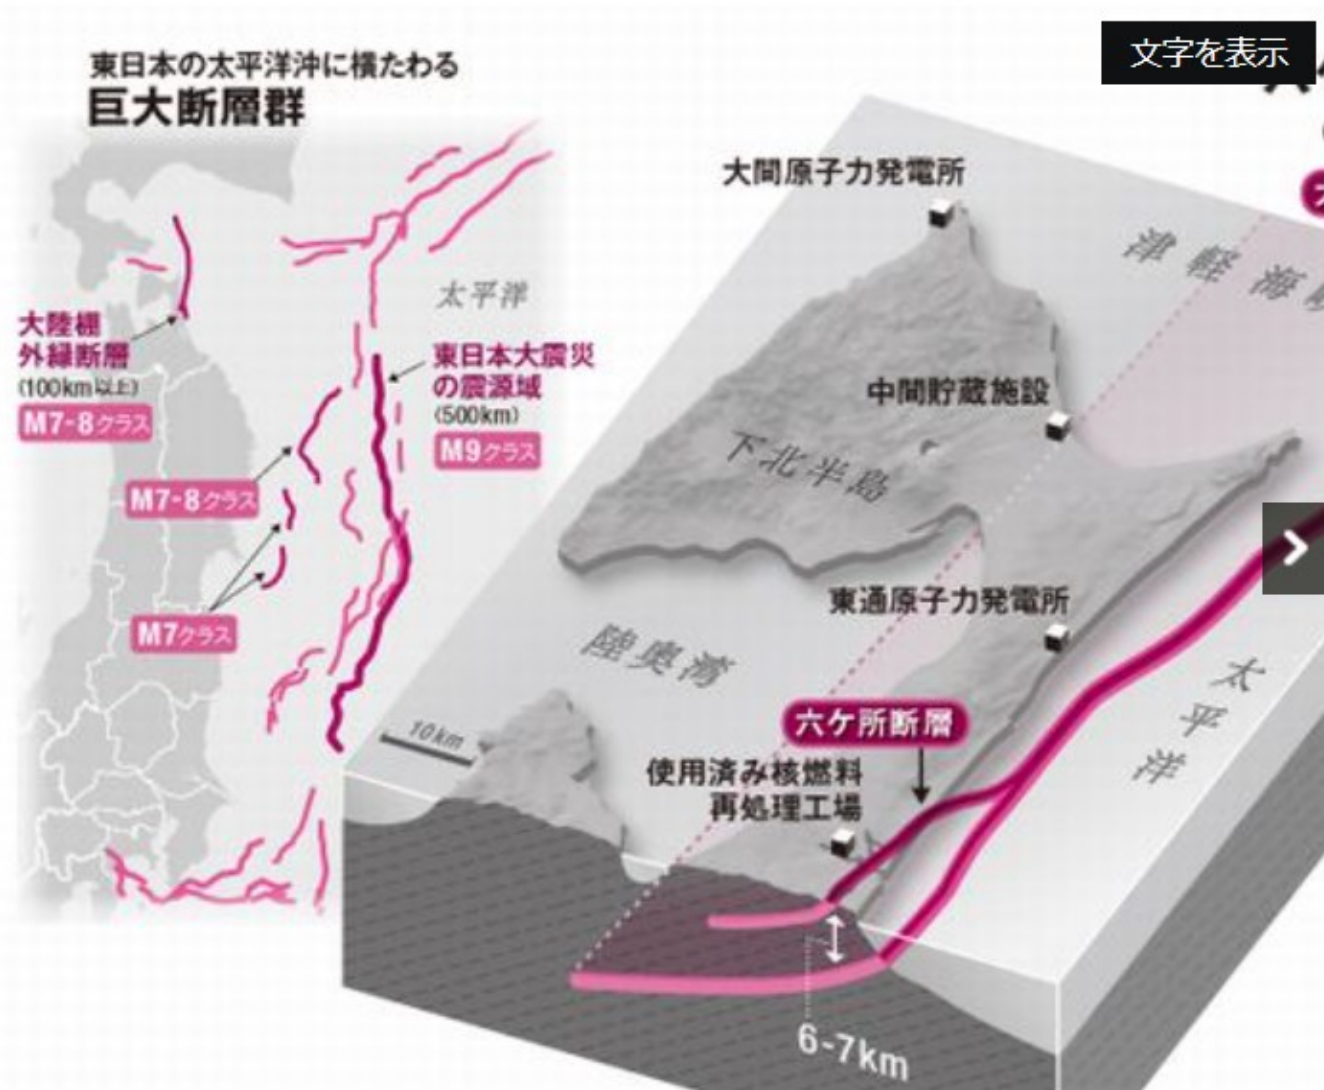 東日本の太平洋沖に横たわる
巨大断層群
大陸棚
外縁断層
(100km以上)
M7-8クラス
M7-8クラス
M7クラス
太平洋
東日本大震災
の震源域
(500km)
M9クラス
文字を表示
大間原子力発電所
津軽海
中間貯蔵施設
下北半島
東通原子力発電所
陸奥湾
太平洋
六ケ所断層
10km
使用済み核燃料
再処理工場
6-7km